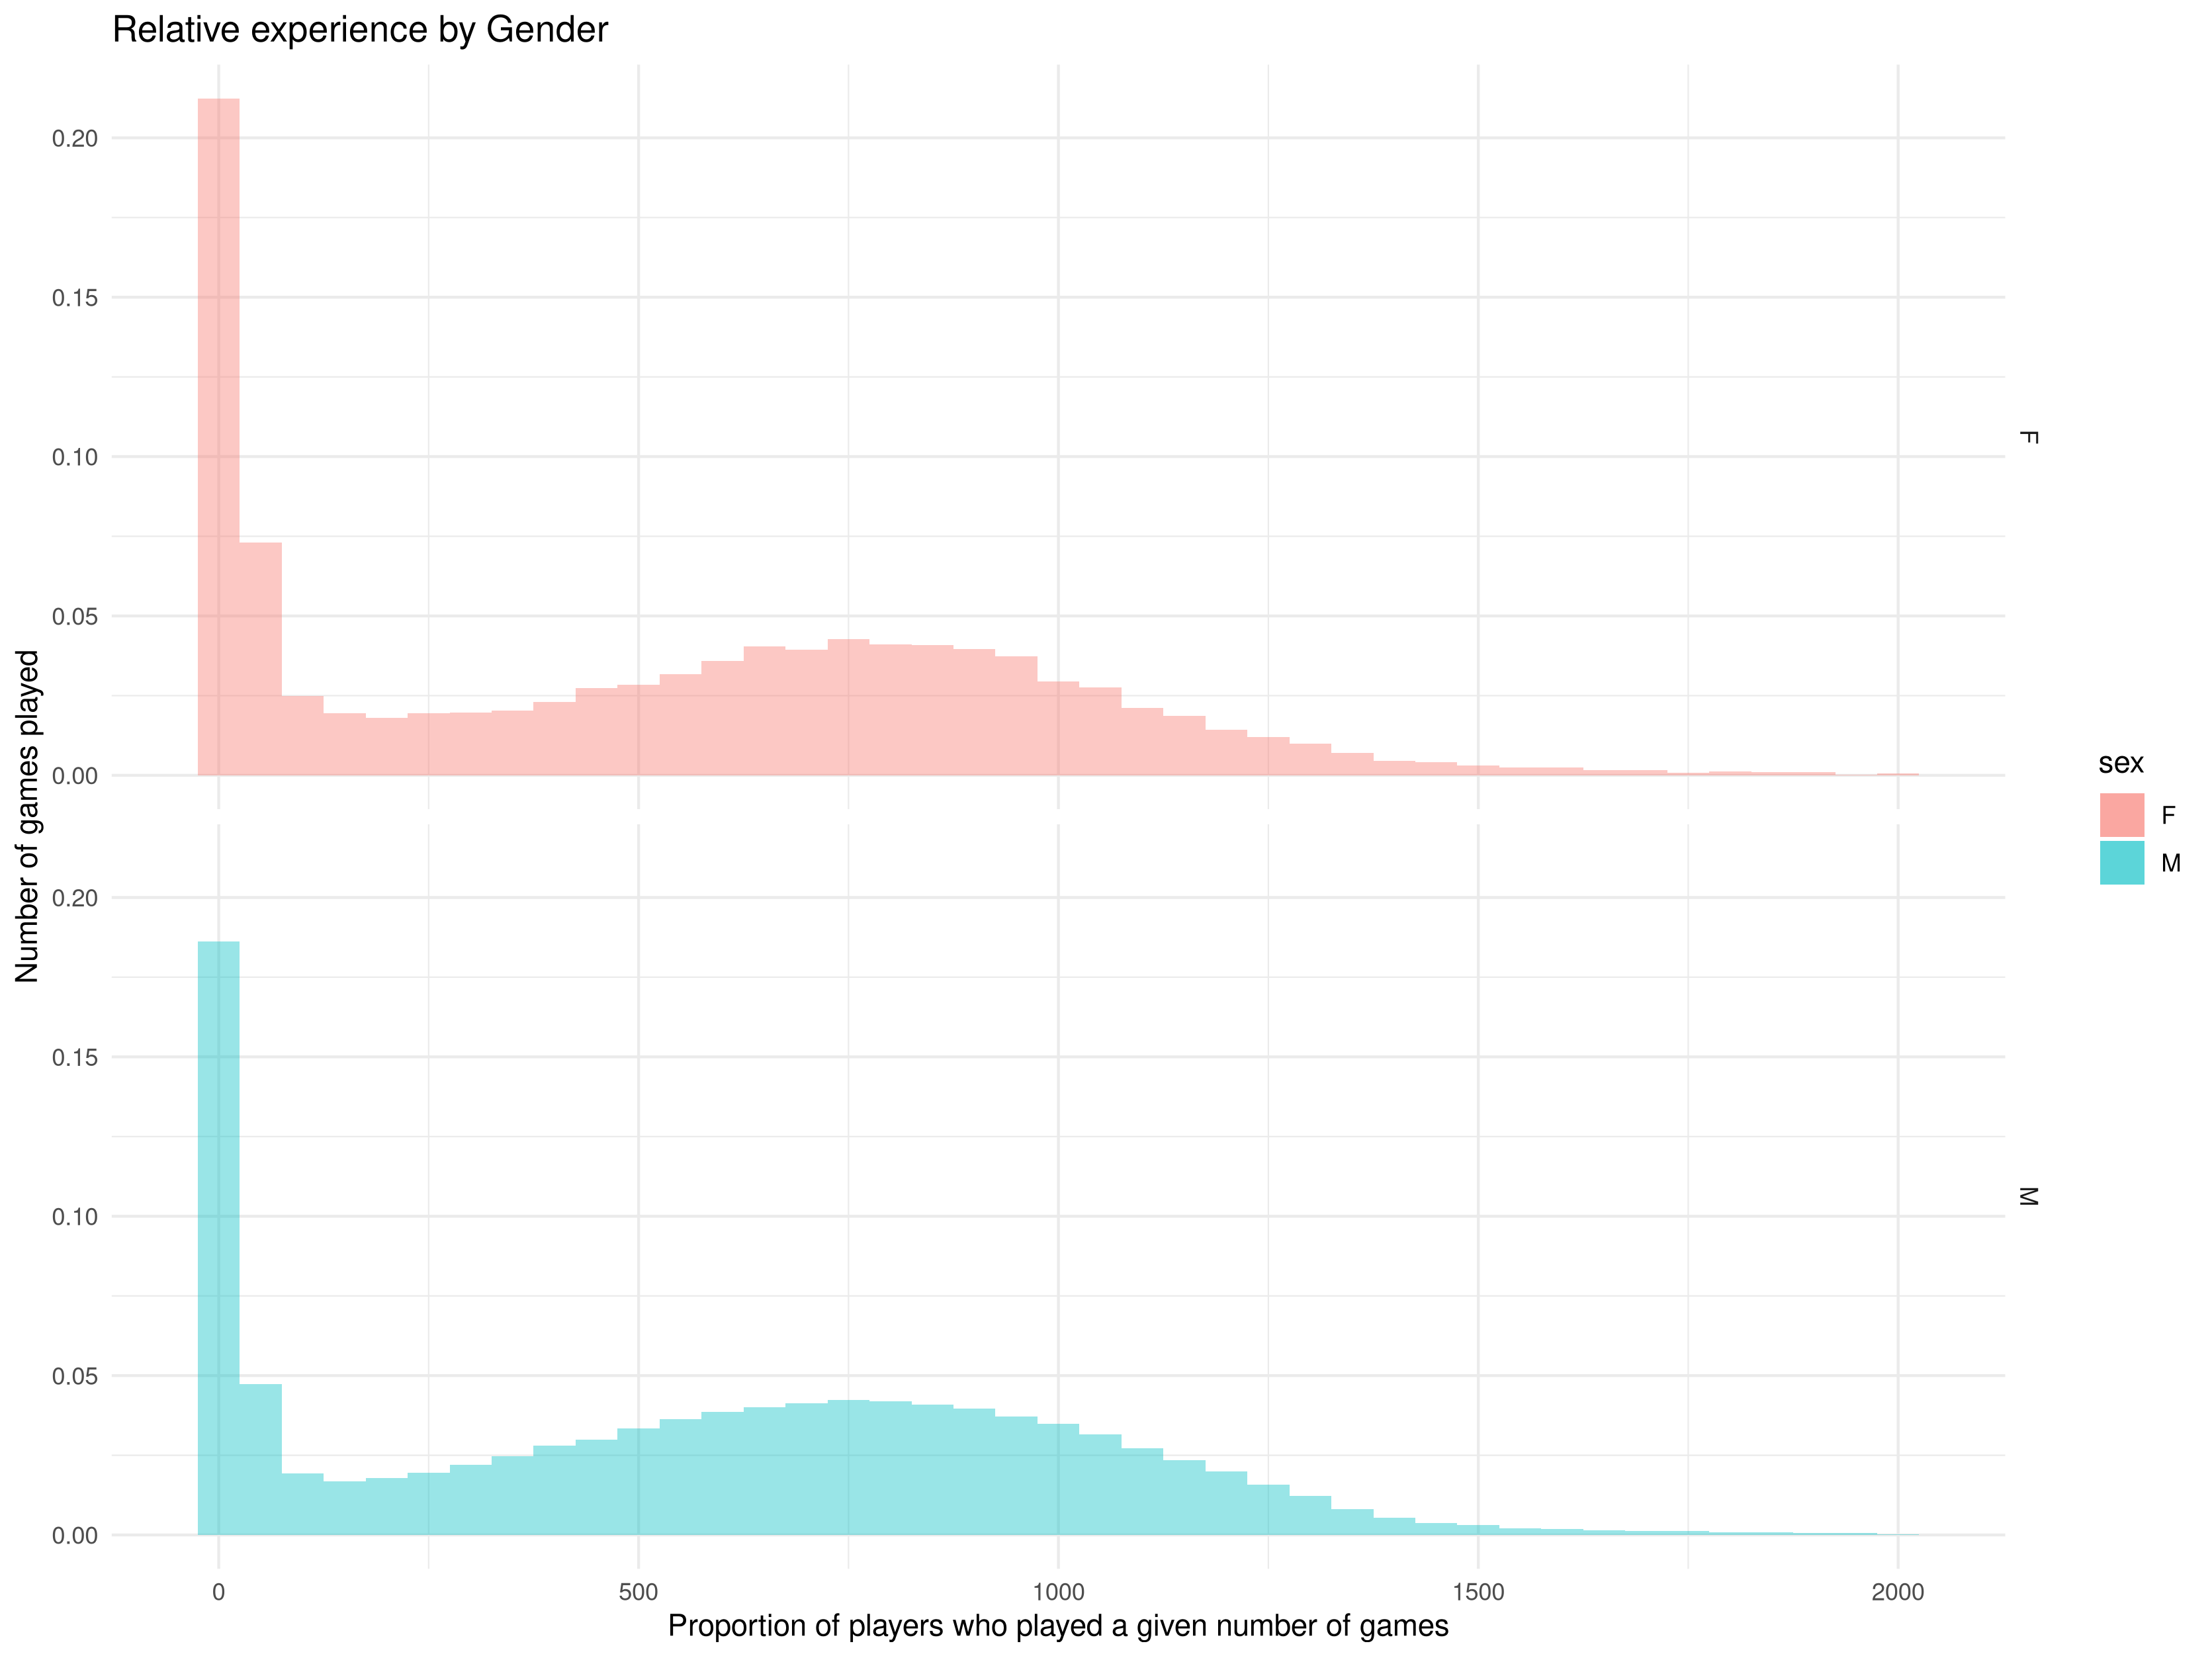 Relative experience by Gender
Number of games played
0.20
0.15
0.10
0.05
0.00
F
0.20
0.15
0.10
0.05
0.00
M
0
500
1000
1500
2000
Proportion of players who played a given number of games
sex
F
M